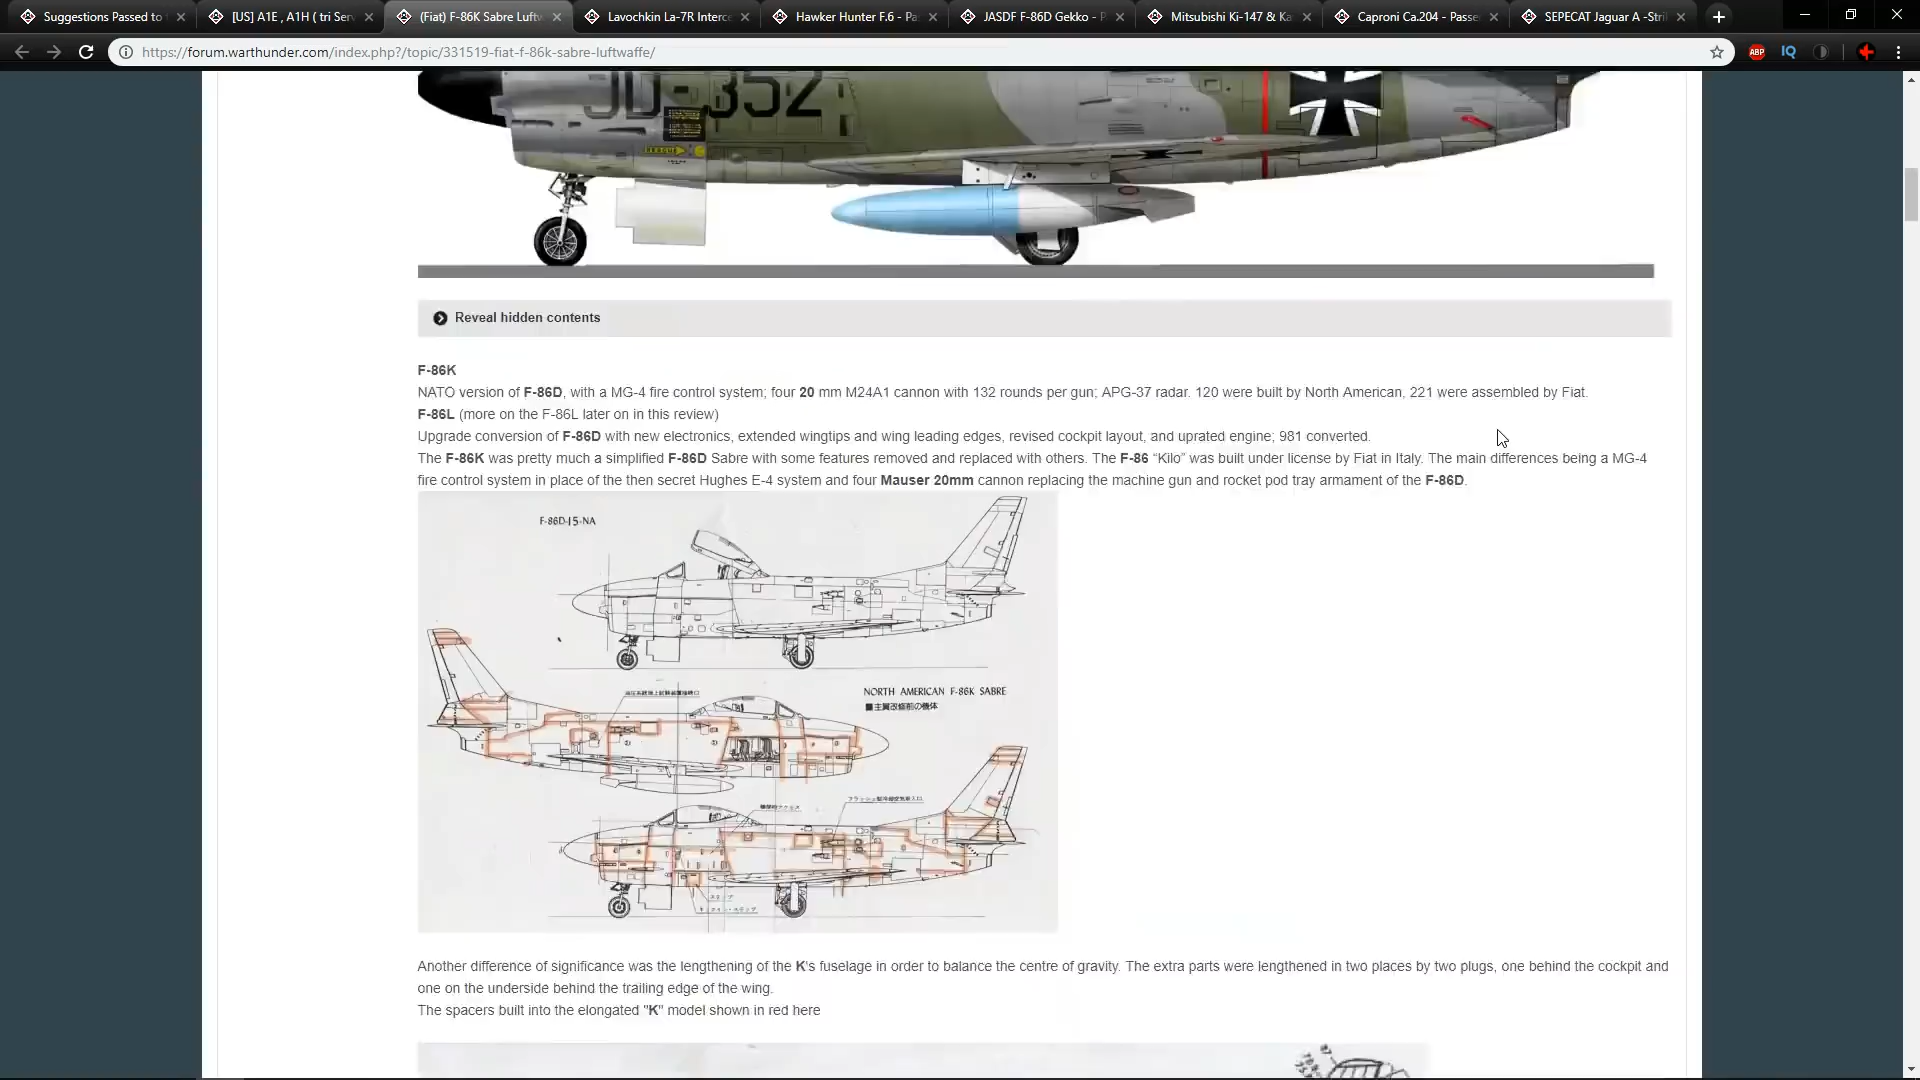 Suggestions Passed to
[US] A1E , A1H ( tri Ser
(Fiat) F-86K Sabre Luftw
Lavochkin La-7R Interce
Hawker Hunter F.6 - Pa
JASDF F-86D Gekko - P
Mitsubishi Ki-147 & Ka
Caproni Ca.204 - Passe
SEPECAT Jaguar A -Stri
https://forum.warthunder.com/index.php?/topic/331519-fiat-f-86k-sabre-luftwaffe/
ABP
IQ
JD-352
RESCUE
Reveal hidden contents
F-86K
NATO version of F-86D, with a MG-4 fire control system; four 20 mm M24A1 cannon with 132 rounds per gun; APG-37 radar. 120 were built by North American, 221 were assembled by Fiat.
F-86L (more on the F-86L later on in this review)
Upgrade conversion of F-86D with new electronics, extended wingtips and wing leading edges, revised cockpit layout, and uprated engine; 981 converted.
The F-86K was pretty much a simplified F-86D Sabre with some features removed and replaced with others. The F-86 “Kilo” was built under license by Fiat in Italy. The main differences being a MG-4
fire control system in place of the then secret Hughes E-4 system and four Mauser 20mm cannon replacing the machine gun and rocket pod tray armament of the F-86D.
F-86D-15-NA
NORTH AMERICAN F-86K SABRE
■主翼改修前の機体
ステップ
Another difference of significance was the lengthening of the K's fuselage in order to balance the centre of gravity. The extra parts were lengthened in two places by two plugs, one behind the cockpit and
one on the underside behind the trailing edge of the wing.
The spacers built into the elongated "K" model shown in red here